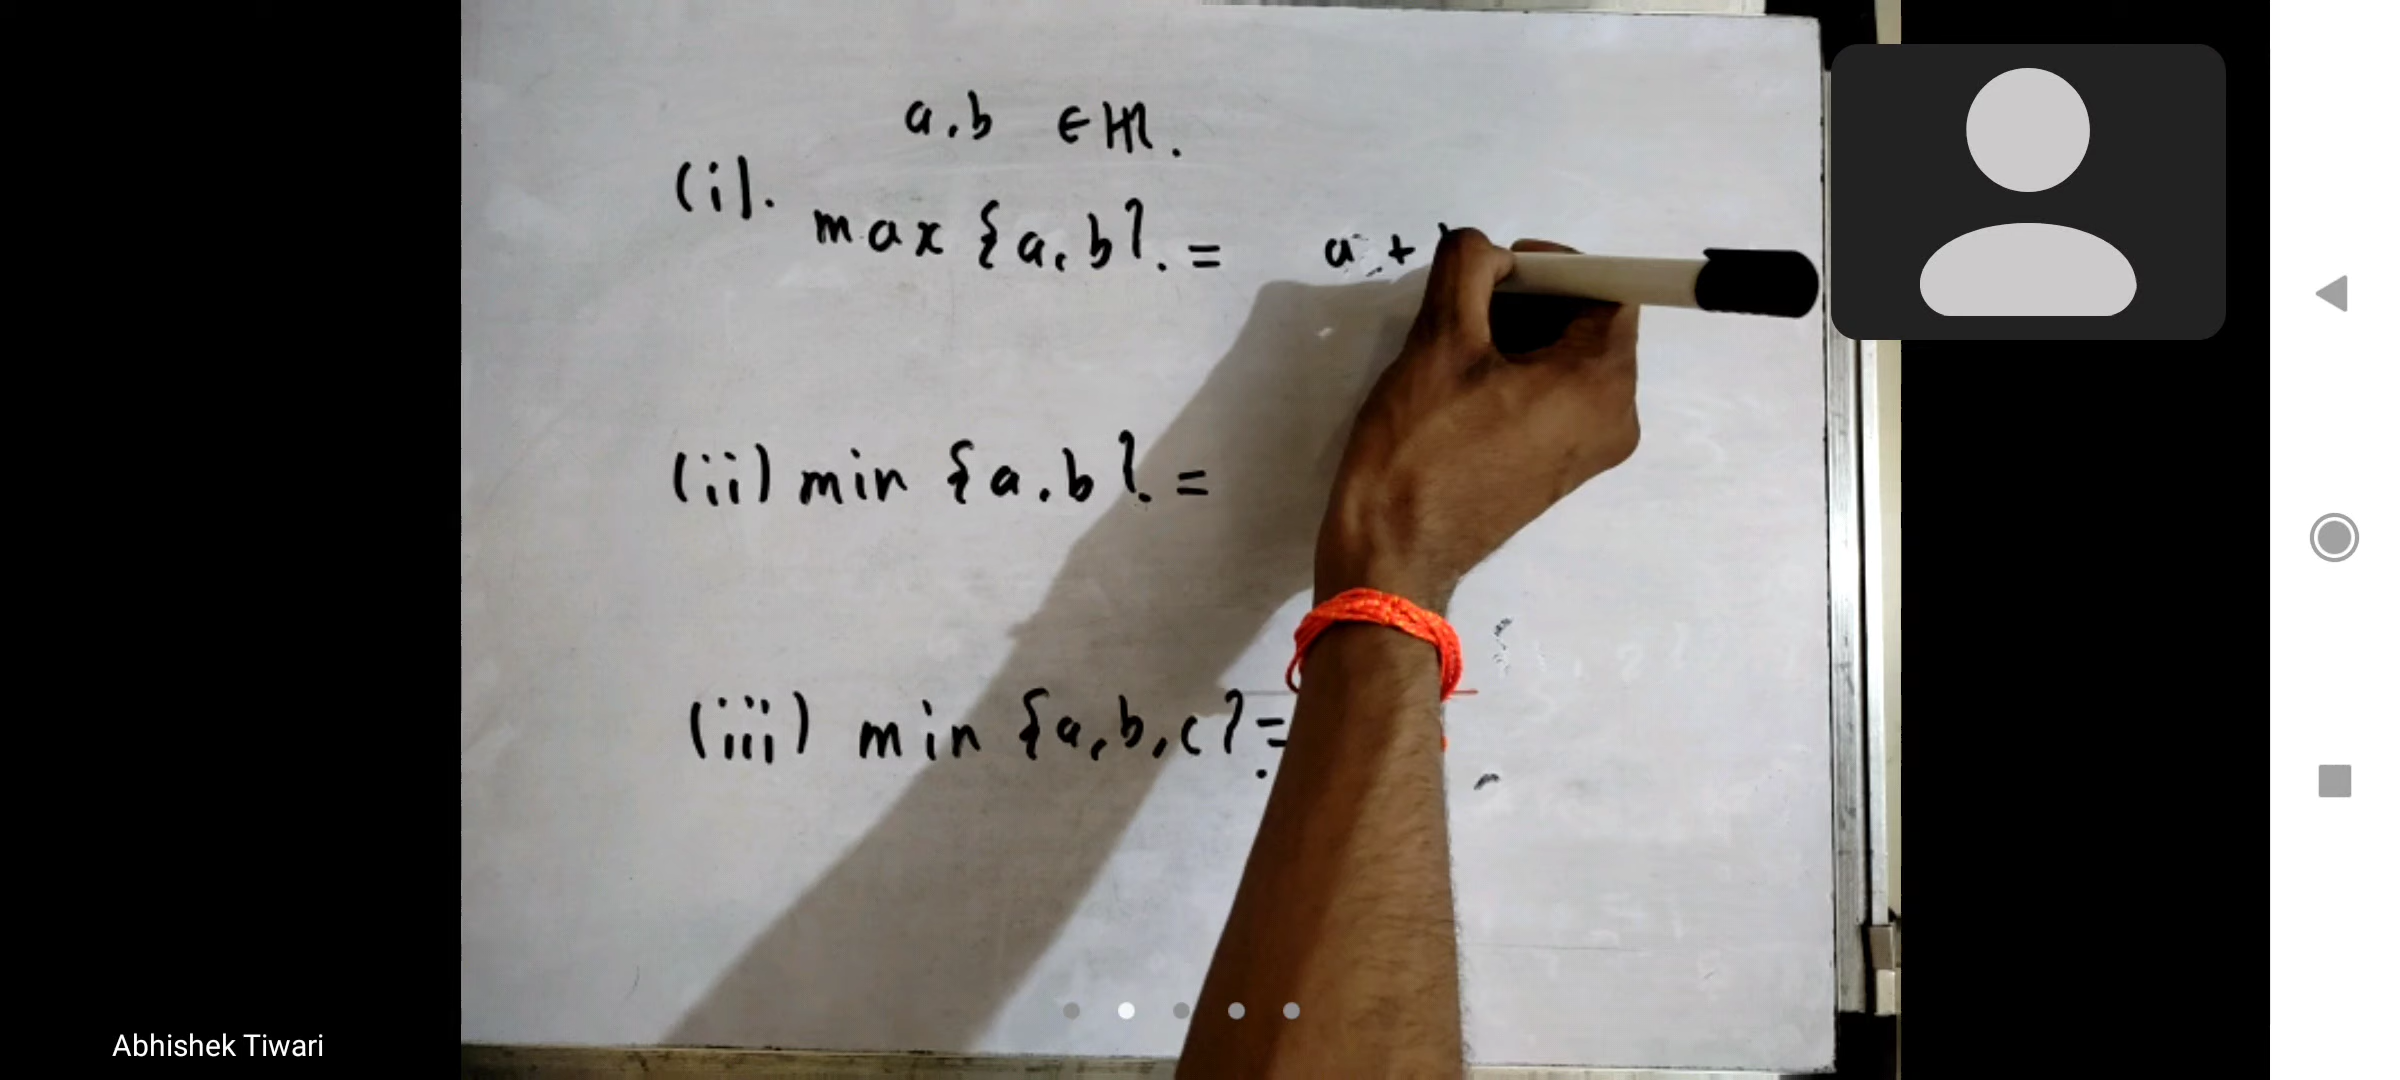 a, b ∈ ℝ.
(i). max {a, b}. = a +
(ii) min {a, b}. =
(iii) min {a, b, c} =
Abhishek Tiwari